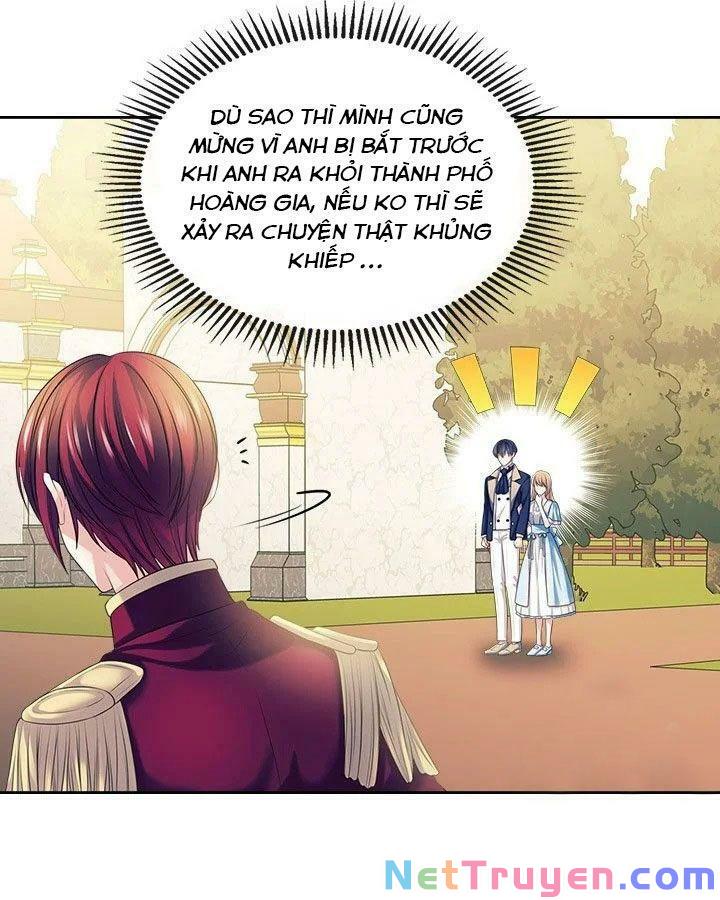 DÙ SAO THÌ MÌNH CŨNG
MỪNG VÌ ANH BỊ BẮT TRƯỚC
KHI ANH RA KHỎI THÀNH PHỐ
HOÀNG GIA, NẾU KO THÌ SẼ
XẢY RA CHUYỆN THẬT KHỦNG
KHIẾP ...
NetTruyen.com